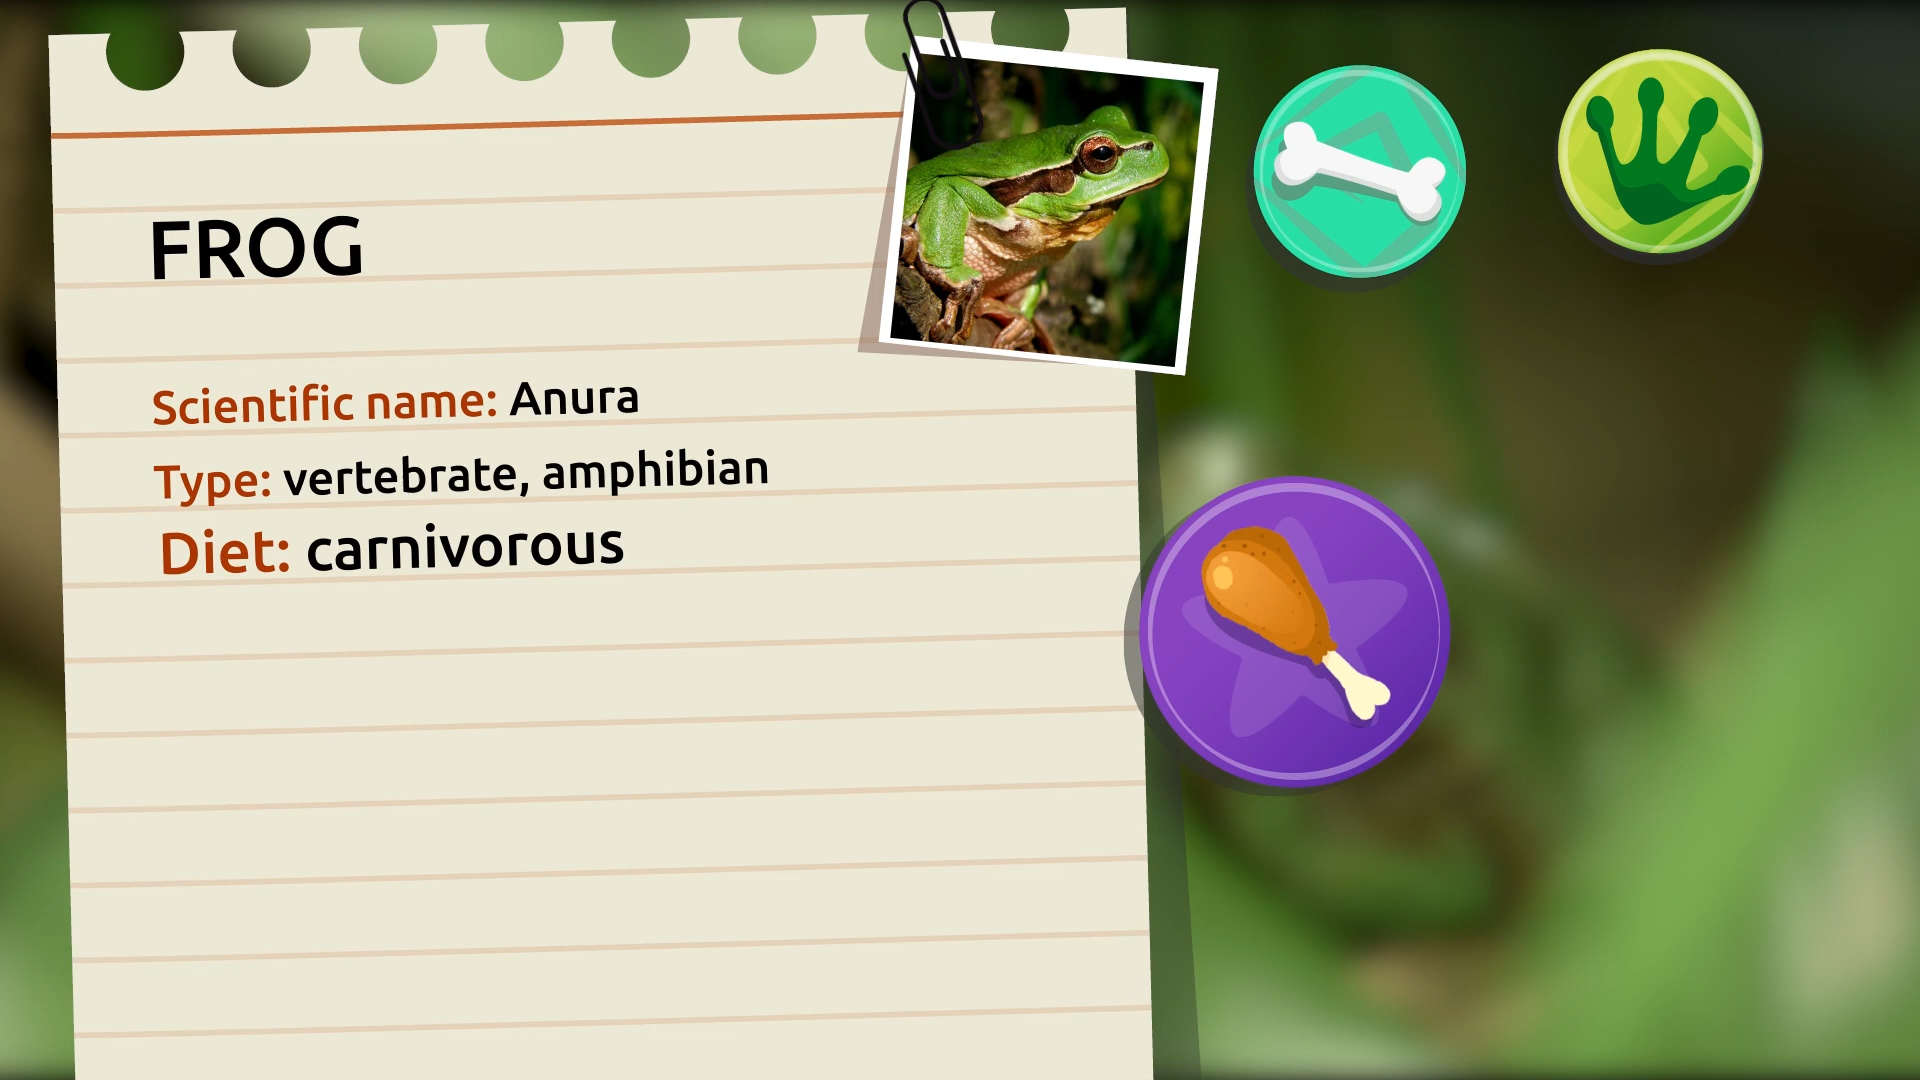 FROG
Scientific name: Anura
Type: vertebrate, amphibian
Diet: carnivorous